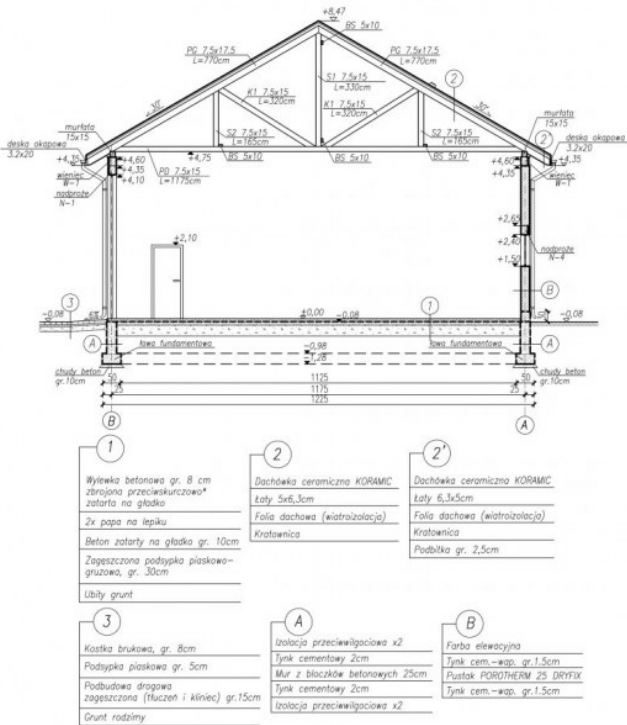 +8,47
BS 5x10
PG 7.5x17.5
L=770cm
PG 7.5x17.5
L=770cm
S1 7.5x15
L=330cm
K1 7.5x15
L=320cm
K1 7.5x15
L=320cm
2
30°
30°
murłata
15x15
S2 7.5x15
L=165cm
S2 7.5x15
L=165cm
murłata
15x15
deska okapowa
3.2x20
2'
deska okapowa
3.2x20
+4,35
+4,60
+4,75
BS 5x10
BS 5x10
BS 5x10
+4,60
+4,35
wieniec
W-1
+4,35
+4,10
PD 7.5x15
L=1175cm
+4,35
wieniec
W-1
nadproże
N-1
+2,65
+2,40
+2,10
nadproże
N-4
+1,50
B
3
-0,08
5%
±0,00
-0,08
1
-0,08
A
ława fundamentowa
-0,98
-1,28
ława fundamentowa
A
chudy beton
gr.10cm
chudy beton
gr.10cm
50
1125
50
25
1175
25
1225
B
A
1
Wylewka betonowa gr. 8 cm
zbrojona przeciwskurczowo*
zatarta na gładko
2x papa na lepiku
Beton zatarty na gładko gr. 10cm
Zagęszczona podsypka piaskowo-
gruzowa, gr. 30cm
Ubity grunt
2
Dachówka ceramiczna KORAMIC
Łaty 5x6,3cm
Folia dachowa (wiatroizolacja)
Kratownica
2'
Dachówka ceramiczna KORAMIC
Łaty 6,3x5cm
Folia dachowa (wiatroizolacja)
Kratownica
Podbitka gr. 2,5cm
3
Kostka brukowa, gr. 8cm
Podsypka piaskowa gr. 5cm
Podbudowa drogowa
zagęszczona (tłuczeń i kliniec) gr.15cm
Grunt rodzimy
A
Izolacja przeciwwilgociowa x2
Tynk cementowy 2cm
Mur z bloczków betonowych 25cm
Tynk cementowy 2cm
Izolacja przeciwwilgociowa x2
B
Farba elewacyjna
Tynk cem.-wap. gr.1.5cm
Pustak POROTHERM 25 DRYFIX
Tynk cem.-wap. gr.1.5cm